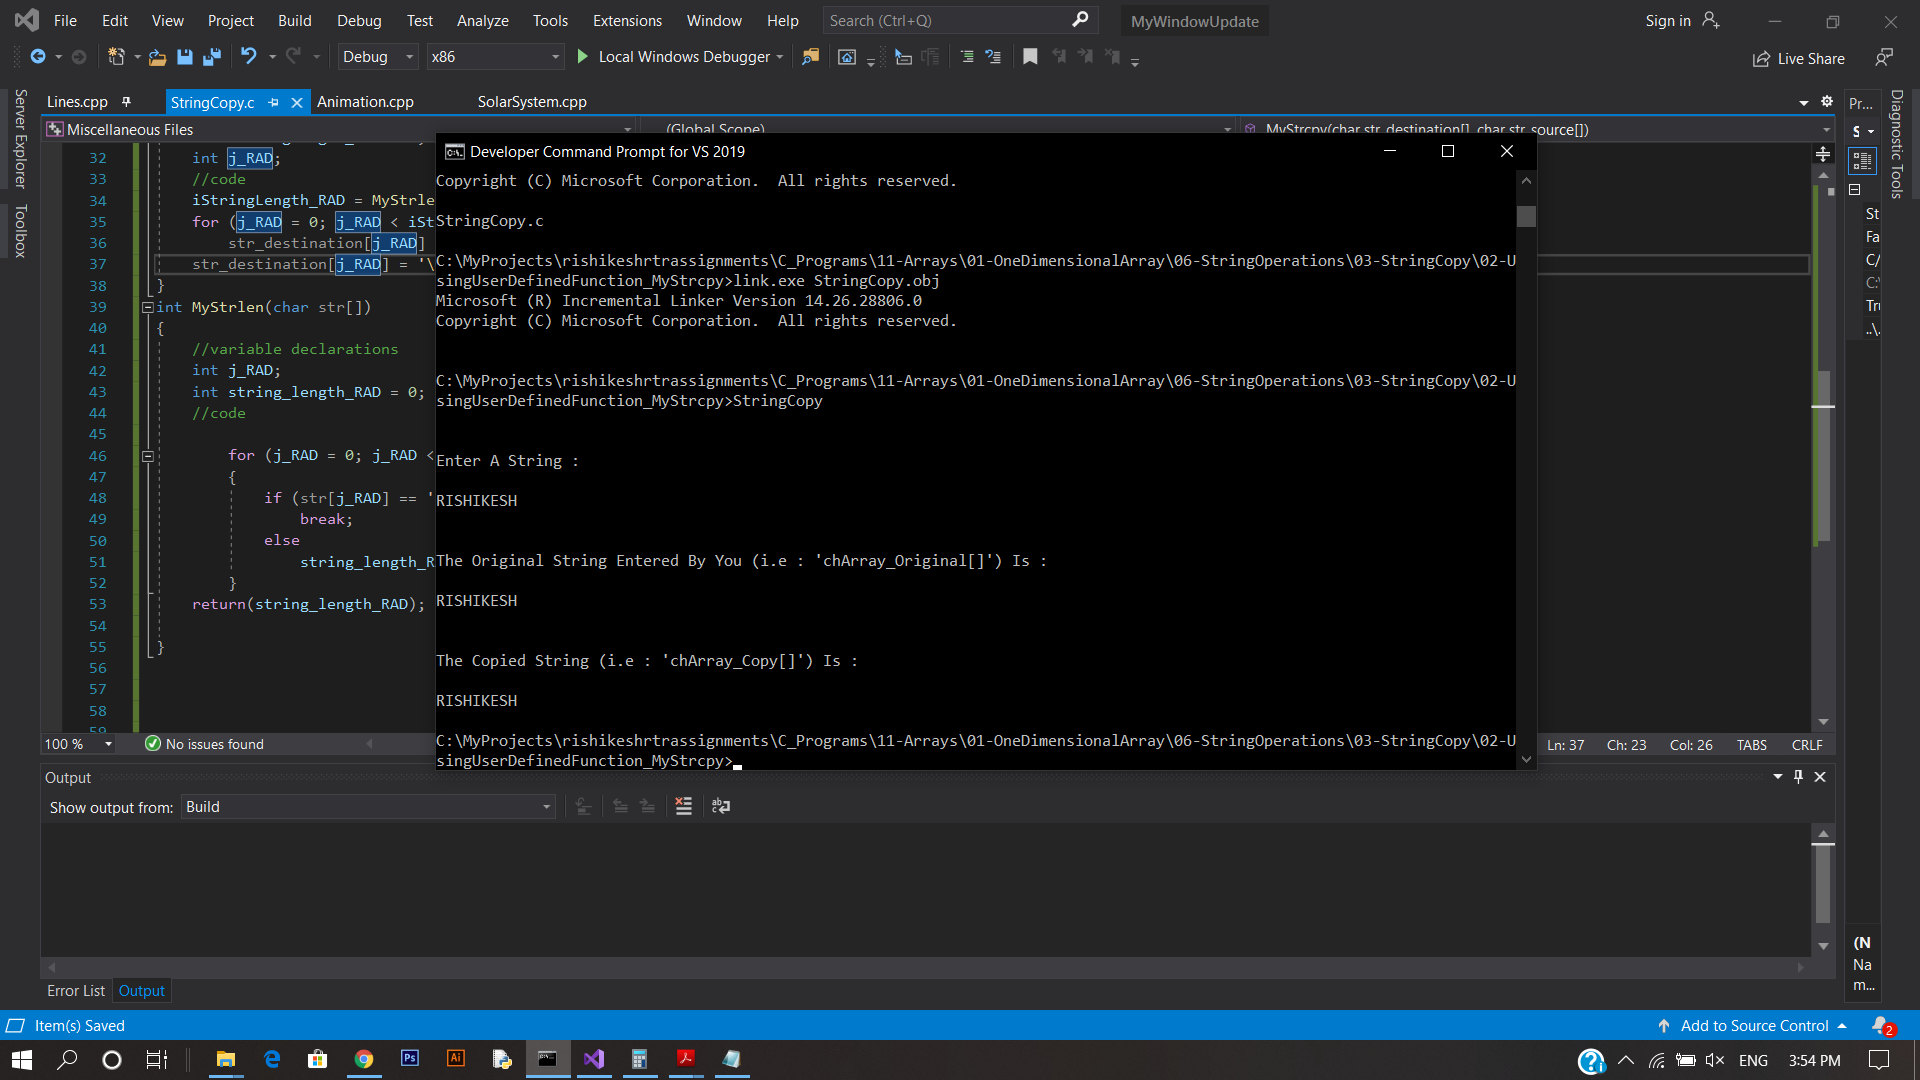 File Edit View Project Build Debug Test Analyze Tools Extensions Window Help Search (Ctrl+Q) MyWindowUpdate Sign in
Debug x86 Local Windows Debugger Live Share
Server Explorer
Toolbox
Lines.cpp StringCopy.c Animation.cpp SolarSystem.cpp
Miscellaneous Files (Global Scope) MyStrcpy(char str_destination[], char str_source[])
32 int j_RAD;
33 //code
34 iStringLength_RAD = MyStrle
35 for (j_RAD = 0; j_RAD < iSt
36 str_destination[j_RAD]
37 str_destination[j_RAD] = '\
38 }
39 int MyStrlen(char str[])
40 {
41 //variable declarations
42 int j_RAD;
43 int string_length_RAD = 0;
44 //code
45
46 for (j_RAD = 0; j_RAD <
47 {
48 if (str[j_RAD] == '
49 break;
50 else
51 string_length_R
52 }
53 return(string_length_RAD);
54
55 }
56
57
58
59
100 % No issues found
Developer Command Prompt for VS 2019
Copyright (C) Microsoft Corporation.  All rights reserved.
StringCopy.c
C:\MyProjects\rishikeshrtrassignments\C_Programs\11-Arrays\01-OneDimensionalArray\06-StringOperations\03-StringCopy\02-U
singUserDefinedFunction_MyStrcpy>link.exe StringCopy.obj
Microsoft (R) Incremental Linker Version 14.26.28806.0
Copyright (C) Microsoft Corporation.  All rights reserved.
C:\MyProjects\rishikeshrtrassignments\C_Programs\11-Arrays\01-OneDimensionalArray\06-StringOperations\03-StringCopy\02-U
singUserDefinedFunction_MyStrcpy>StringCopy
Enter A String :
RISHIKESH
The Original String Entered By You (i.e : 'chArray_Original[]') Is :
RISHIKESH
The Copied String (i.e : 'chArray_Copy[]') Is :
RISHIKESH
C:\MyProjects\rishikeshrtrassignments\C_Programs\11-Arrays\01-OneDimensionalArray\06-StringOperations\03-StringCopy\02-U
singUserDefinedFunction_MyStrcpy>
Ln: 37 Ch: 23 Col: 26 TABS CRLF
Pr...
S
St
Fa
C/
C:
Tru
..\.
(N
Na
m...
Diagnostic Tools
Output
Show output from: Build
Error List Output
Item(s) Saved Add to Source Control 2
Ps Ai ENG 3:54 PM